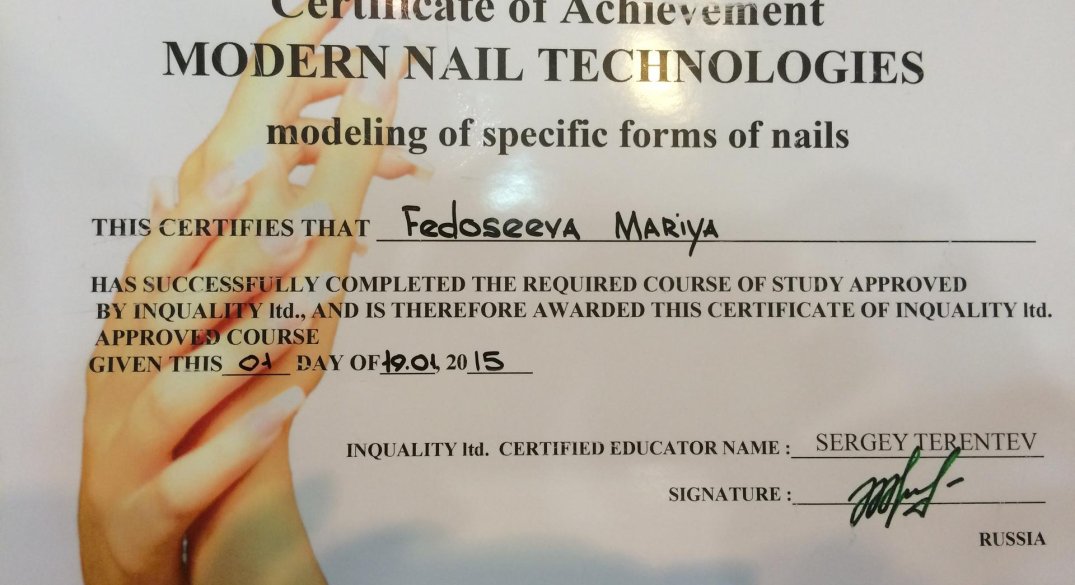 Certificate of Achievement
MODERN NAIL TECHNOLOGIES
modeling of specific forms of nails
THIS CERTIFIES THAT Fedoseeva Mariya
HAS SUCCESSFULLY COMPLETED THE REQUIRED COURSE OF STUDY APPROVED
BY INQUALITY ltd., AND IS THEREFORE AWARDED THIS CERTIFICATE OF INQUALITY ltd.
APPROVED COURSE
GIVEN THIS 01 DAY OF 19.01, 2015
INQUALITY ltd. CERTIFIED EDUCATOR NAME : SERGEY TERENTEV
SIGNATURE :
RUSSIA